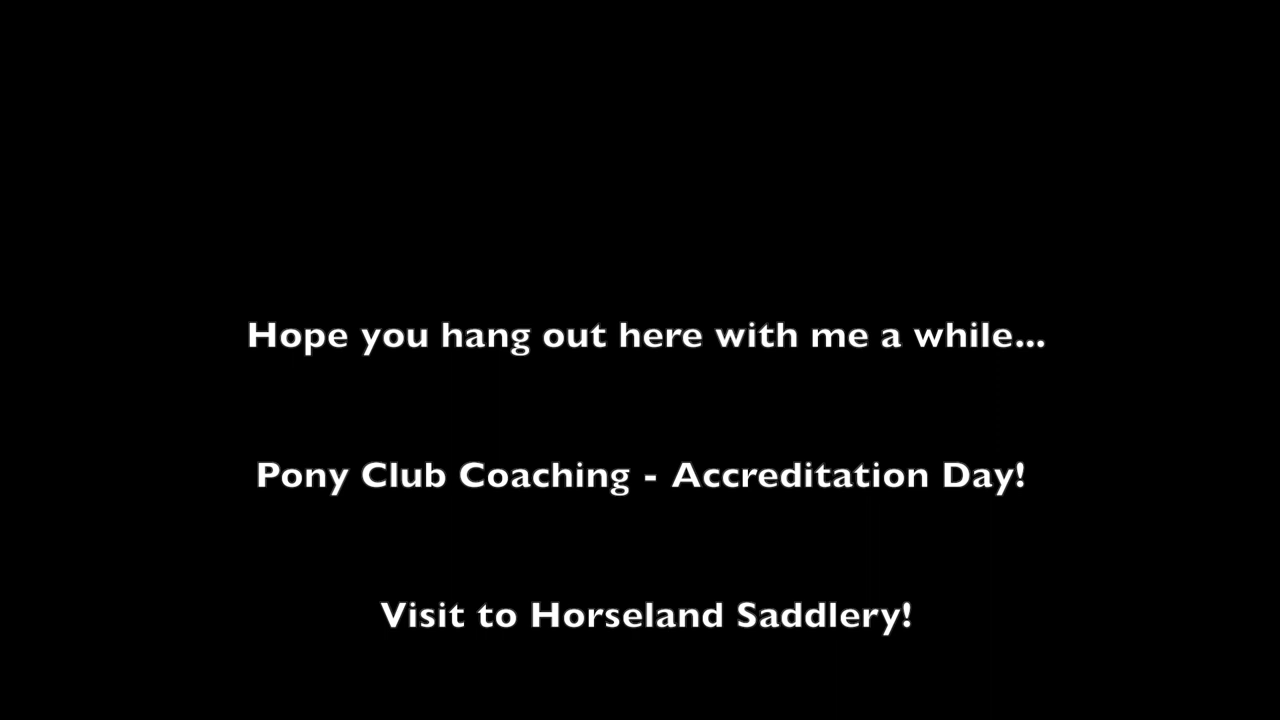 Hope you hang out here with me a while...
Pony Club Coaching - Accreditation Day!
Visit to Horseland Saddlery!